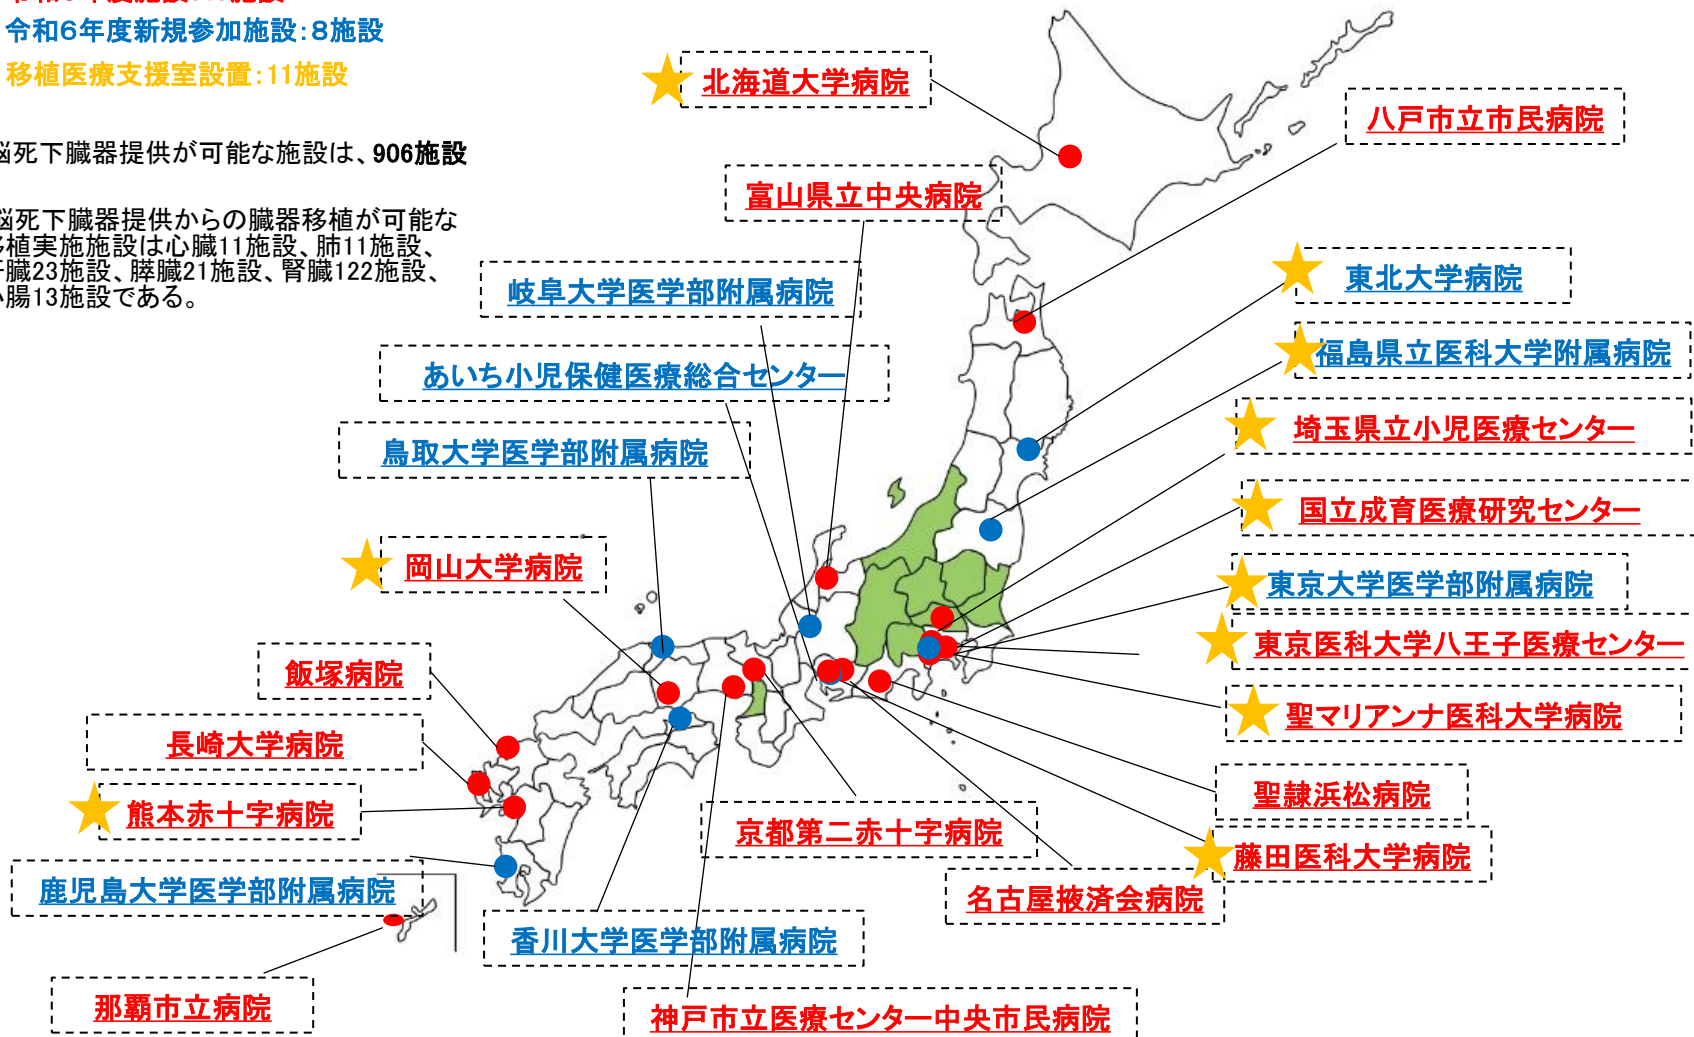 令和6年度新規参加施設：8施設
移植医療支援室設置：11施設
脳死下臓器提供が可能な施設は、906施設
脳死下臓器提供からの臓器移植が可能な
移植実施施設は心臓11施設、肺11施設、
肝臓23施設、膵臓21施設、腎臓122施設、
小腸13施設である。
北海道大学病院
八戸市立市民病院
富山県立中央病院
東北大学病院
岐阜大学医学部附属病院
福島県立医科大学附属病院
あいち小児保健医療総合センター
埼玉県立小児医療センター
鳥取大学医学部附属病院
国立成育医療研究センター
岡山大学病院
東京大学医学部附属病院
東京医科大学八王子医療センター
飯塚病院
聖マリアンナ医科大学病院
長崎大学病院
聖隷浜松病院
熊本赤十字病院
京都第二赤十字病院
藤田医科大学病院
鹿児島大学医学部附属病院
名古屋掖済会病院
香川大学医学部附属病院
那覇市立病院
神戸市立医療センター中央市民病院